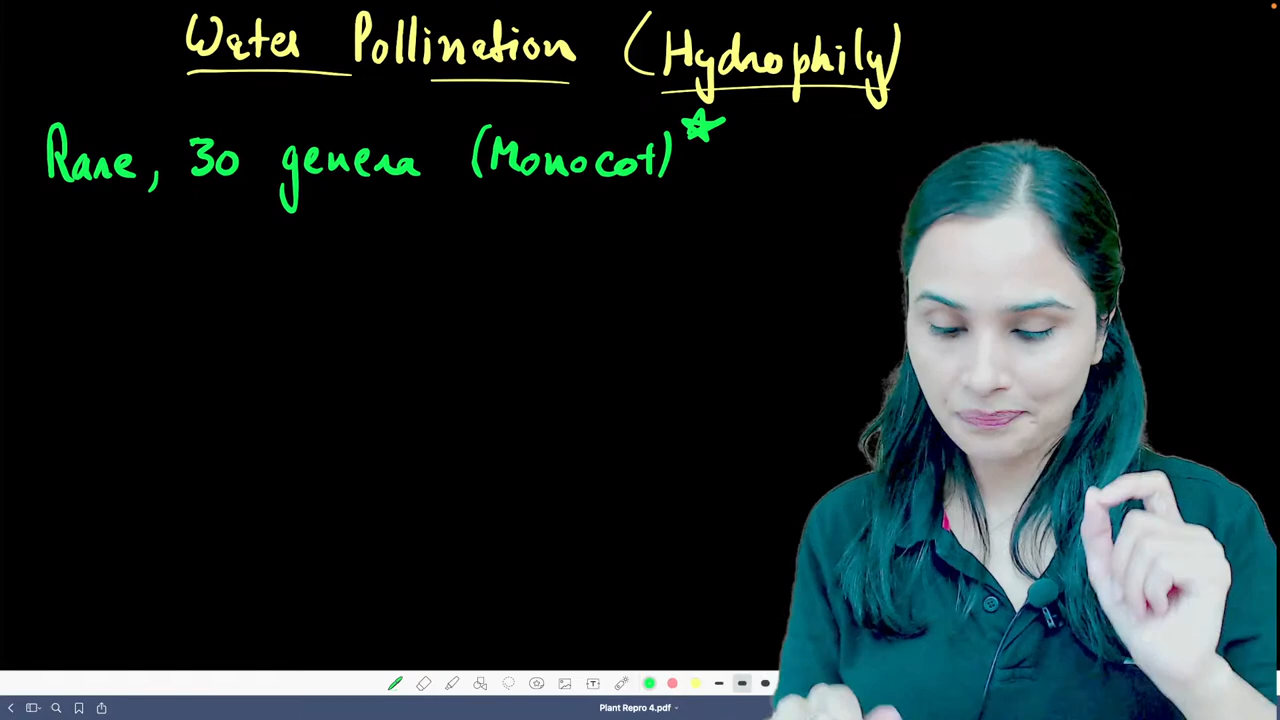 Water Pollination (Hydrophily)
Rare, 30 genera (Monocot)
Plant Repro 4.pdf